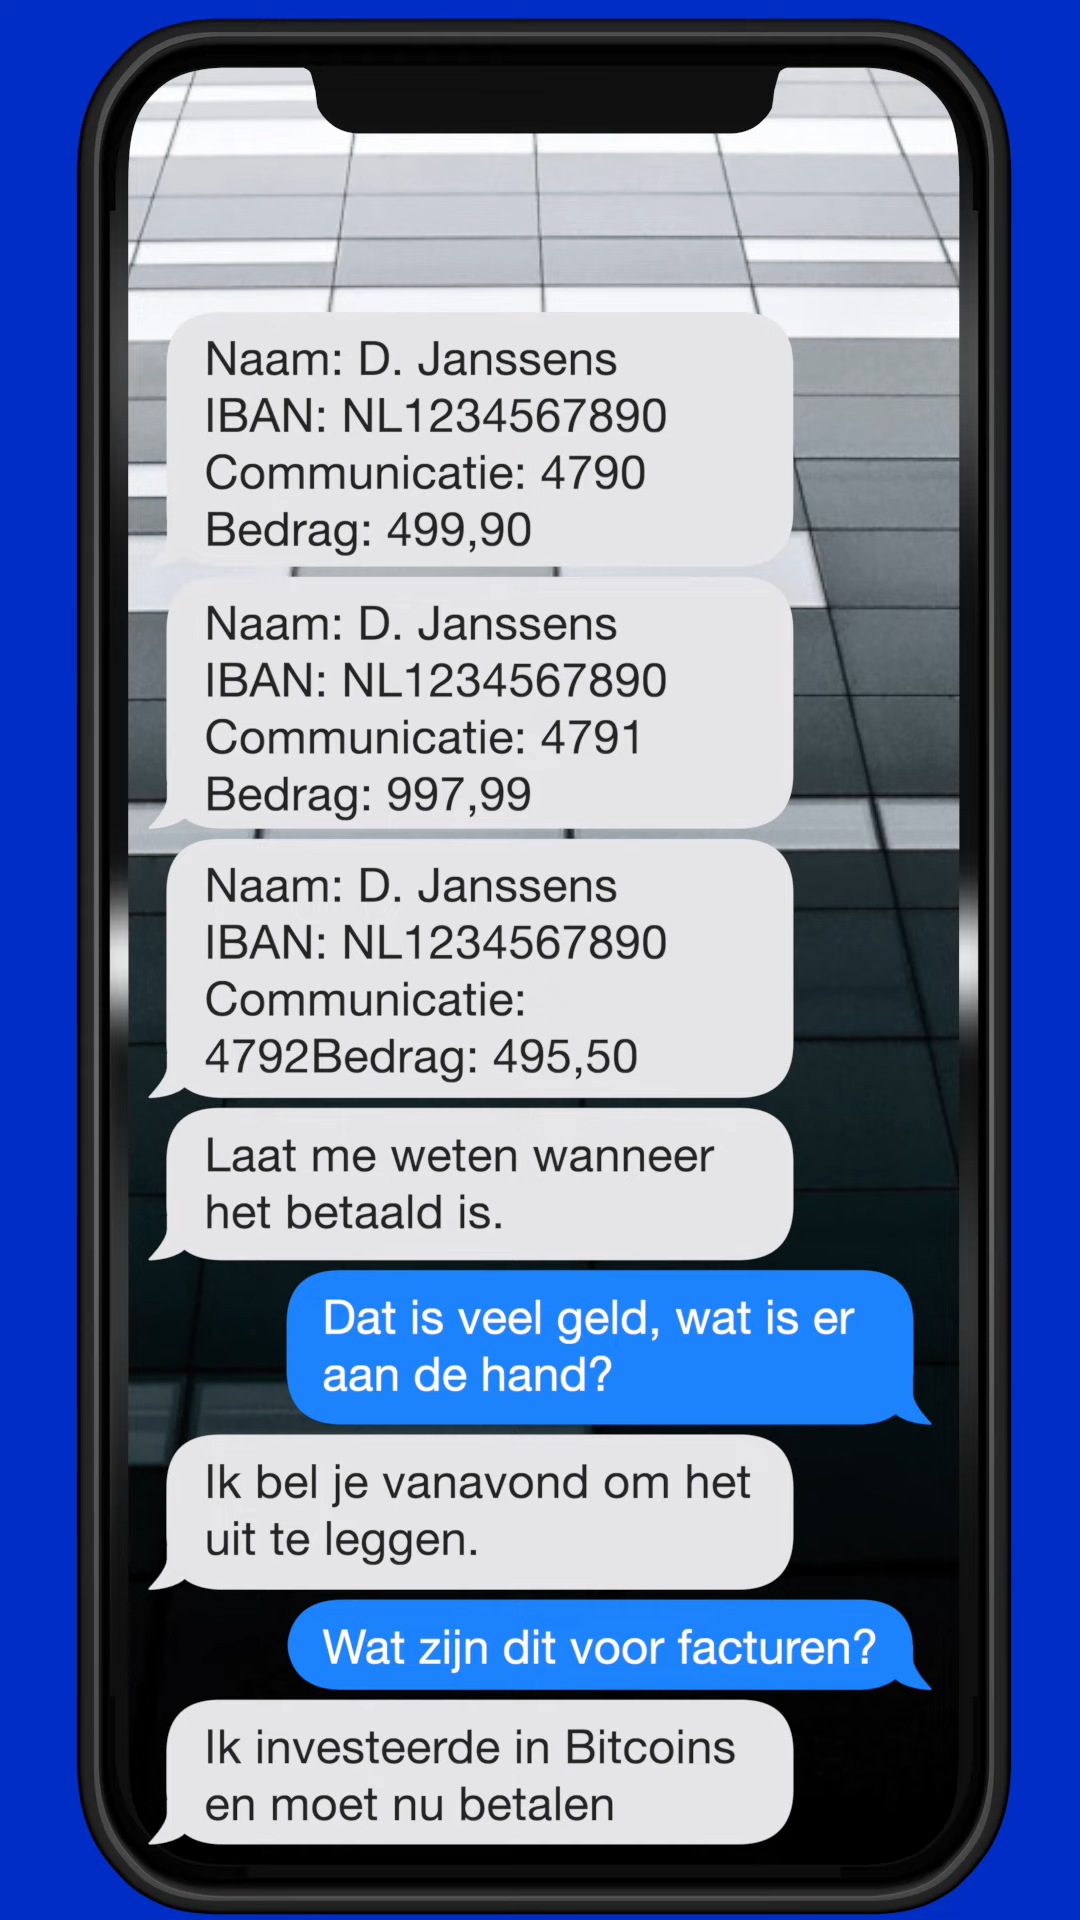 Naam: D. Janssens
IBAN: NL1234567890
Communicatie: 4790
Bedrag: 499,90
Naam: D. Janssens
IBAN: NL1234567890
Communicatie: 4791
Bedrag: 997,99
Naam: D. Janssens
IBAN: NL1234567890
Communicatie:
4792Bedrag: 495,50
Laat me weten wanneer
het betaald is.
Dat is veel geld, wat is er
aan de hand?
Ik bel je vanavond om het
uit te leggen.
Wat zijn dit voor facturen?
Ik investeerde in Bitcoins
en moet nu betalen